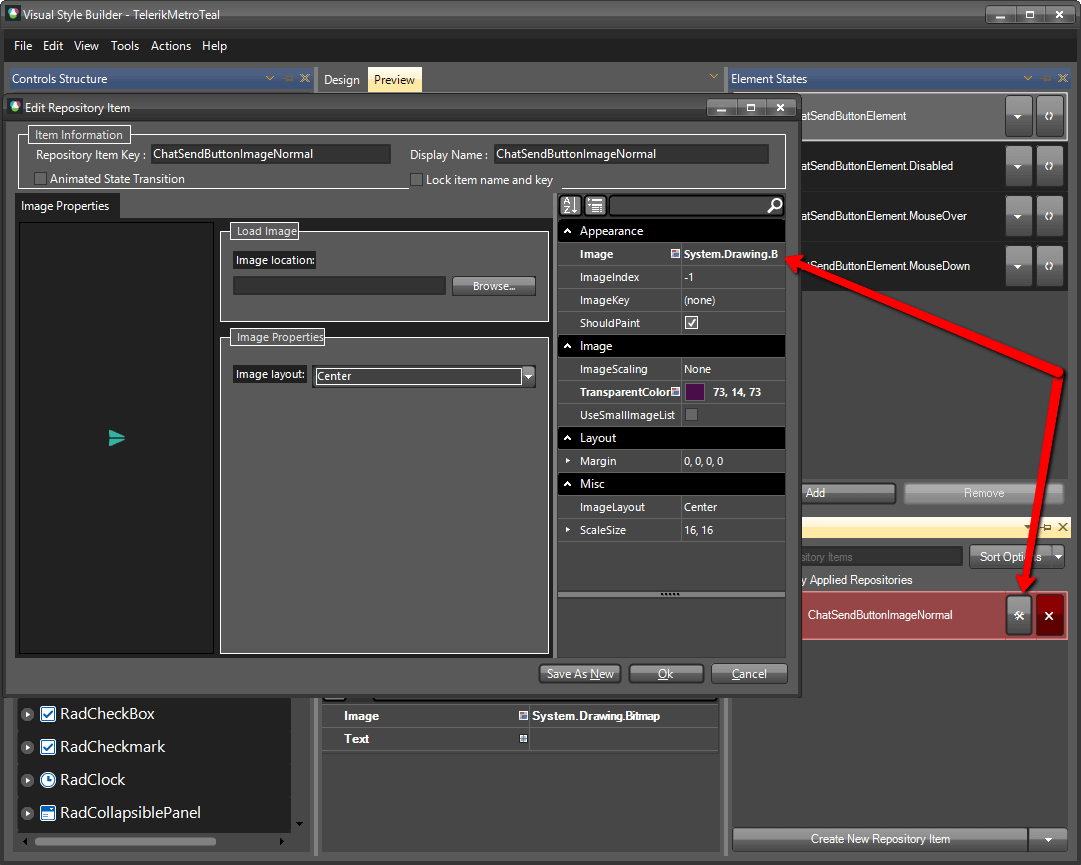 Visual Style Builder - TelerikMetroTeal
File Edit View Tools Actions Help
Controls Structure
Design Preview
Element States
Edit Repository Item
Item Information
Repository Item Key : ChatSendButtonImageNormal
Display Name : ChatSendButtonImageNormal
Animated State Transition
Lock item name and key
Image Properties
Load Image
Image location:
Browse...
Image Properties
Image layout: Center
Appearance
Image System.Drawing.B
ImageIndex -1
ImageKey (none)
ShouldPaint
Image
ImageScaling None
TransparentColor 73, 14, 73
UseSmallImageList
Layout
Margin 0, 0, 0, 0
Misc
ImageLayout Center
ScaleSize 16, 16
Save As New Ok Cancel
atSendButtonElement
atSendButtonElement.Disabled
atSendButtonElement.MouseOver
atSendButtonElement.MouseDown
Add Remove
sitory Items
Sort Options
y Applied Repositories
ChatSendButtonImageNormal
RadCheckBox
RadCheckmark
RadClock
RadCollapsiblePanel
Image System.Drawing.Bitmap
Text
Create New Repository Item